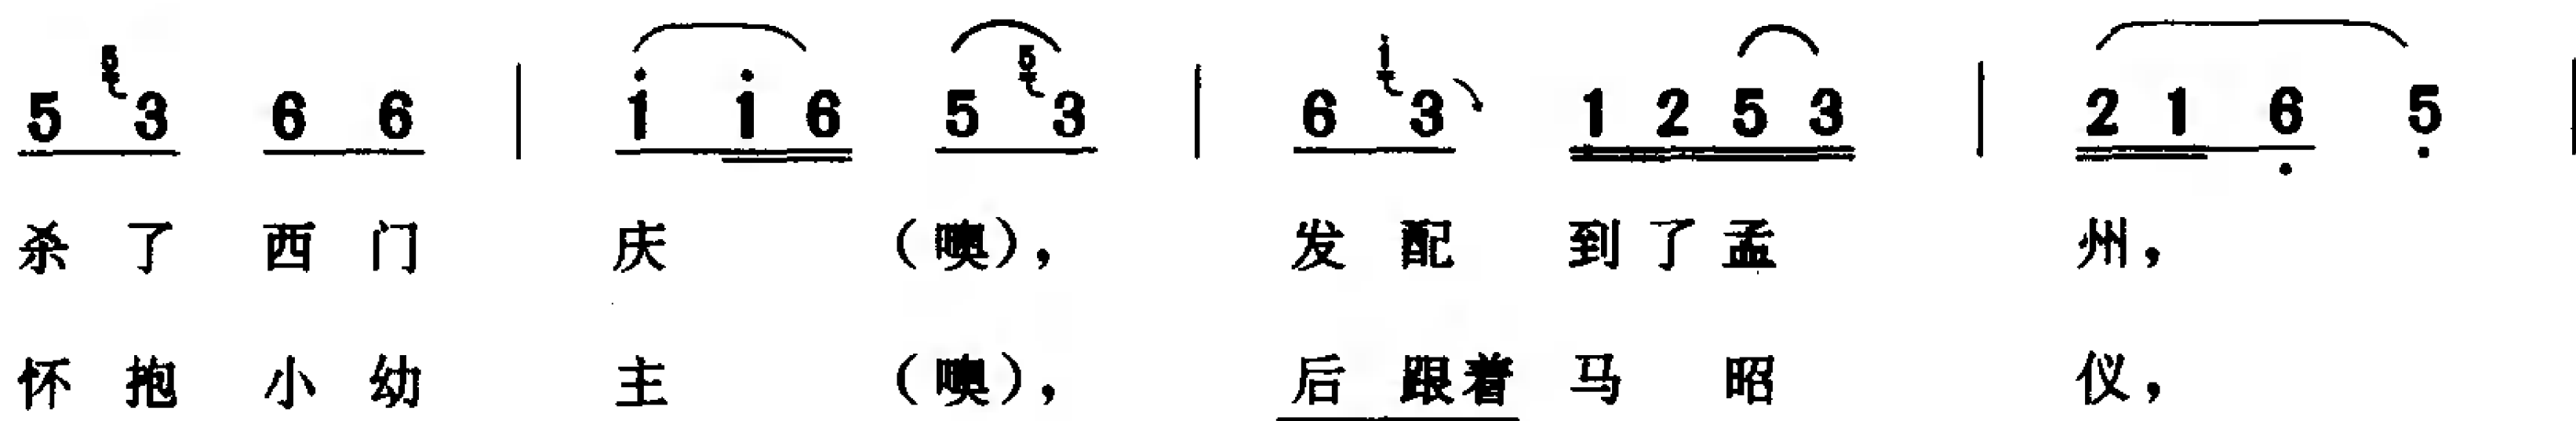 5 5 3 6 6 | i i 6 5 5 3 | 6 i 3 1 2 5 3 | 2 1 6 5 |
杀 了 西 门 庆 （噢）， 发 配 到 了 孟 州，
怀 抱 小 幼 主 （噢）， 后 跟 着 马 昭 仪，